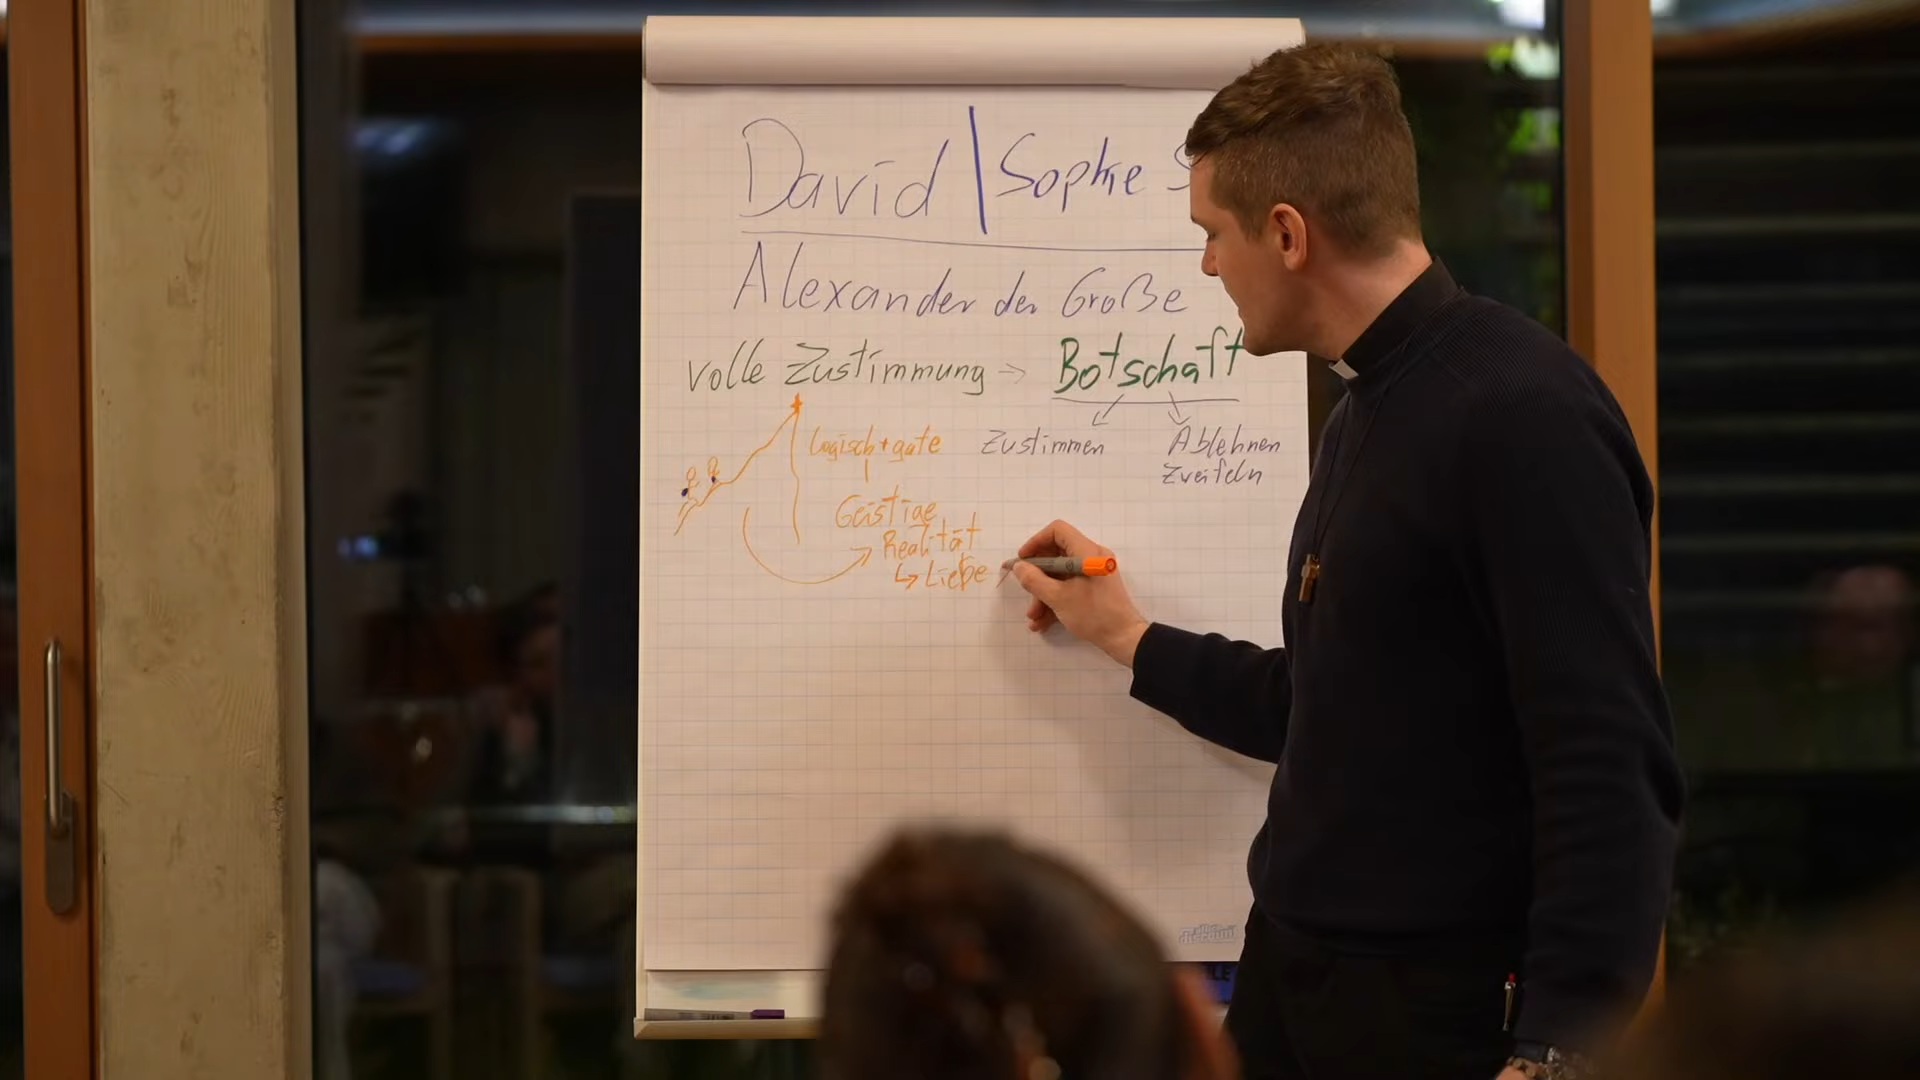 David | Sophie S
Alexander der Große
volle Zustimmung → Botschaft
Logisch + gute
Zustimmen
Ablehnen
Zweifeln
Geistige
Realität
↳ Liebe